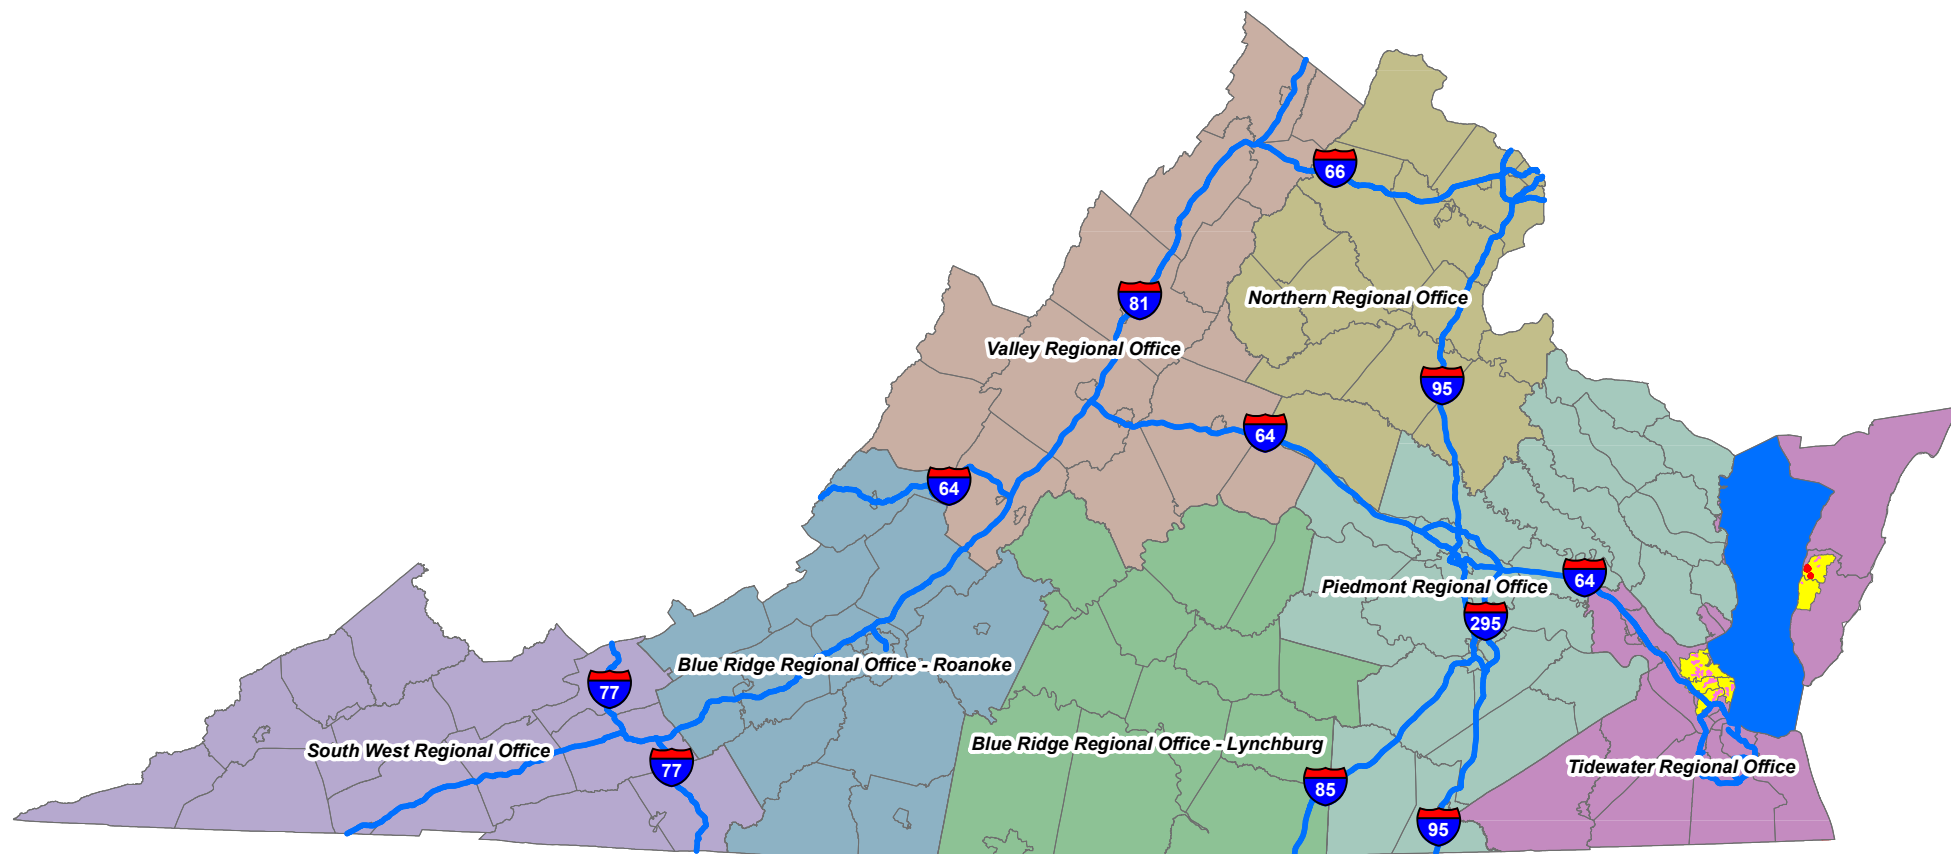 66
81
Northern Regional Office
Valley Regional Office
95
64
64
64
Piedmont Regional Office
295
Blue Ridge Regional Office - Roanoke
77
Blue Ridge Regional Office - Lynchburg
South West Regional Office
77
Tidewater Regional Office
85
95